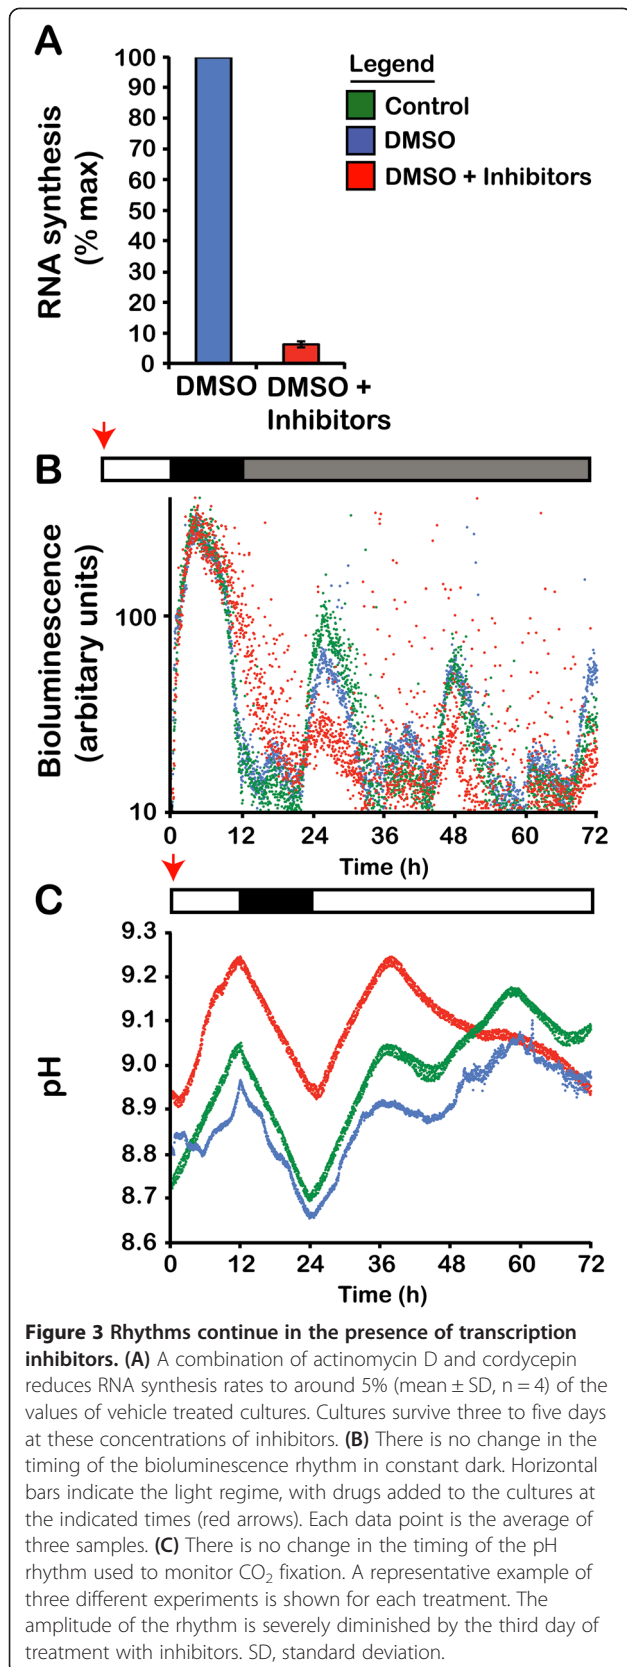 A
RNA synthesis
(% max)
100
90
80
70
60
50
40
30
20
10
0
DMSO
DMSO +
Inhibitors
Legend
Control
DMSO
DMSO + Inhibitors
B
Bioluminescence
(arbitary units)
100
10
0 12 24 36 48 60 72
Time (h)
C
pH
9.3
9.2
9.1
9.0
8.9
8.8
8.7
8.6
0 12 24 36 48 60 72
Time (h)
Figure 3 Rhythms continue in the presence of transcription
inhibitors. (A) A combination of actinomycin D and cordycepin
reduces RNA synthesis rates to around 5% (mean ± SD, n = 4) of the
values of vehicle treated cultures. Cultures survive three to five days
at these concentrations of inhibitors. (B) There is no change in the
timing of the bioluminescence rhythm in constant dark. Horizontal
bars indicate the light regime, with drugs added to the cultures at
the indicated times (red arrows). Each data point is the average of
three samples. (C) There is no change in the timing of the pH
rhythm used to monitor CO₂ fixation. A representative example of
three different experiments is shown for each treatment. The
amplitude of the rhythm is severely diminished by the third day of
treatment with inhibitors. SD, standard deviation.